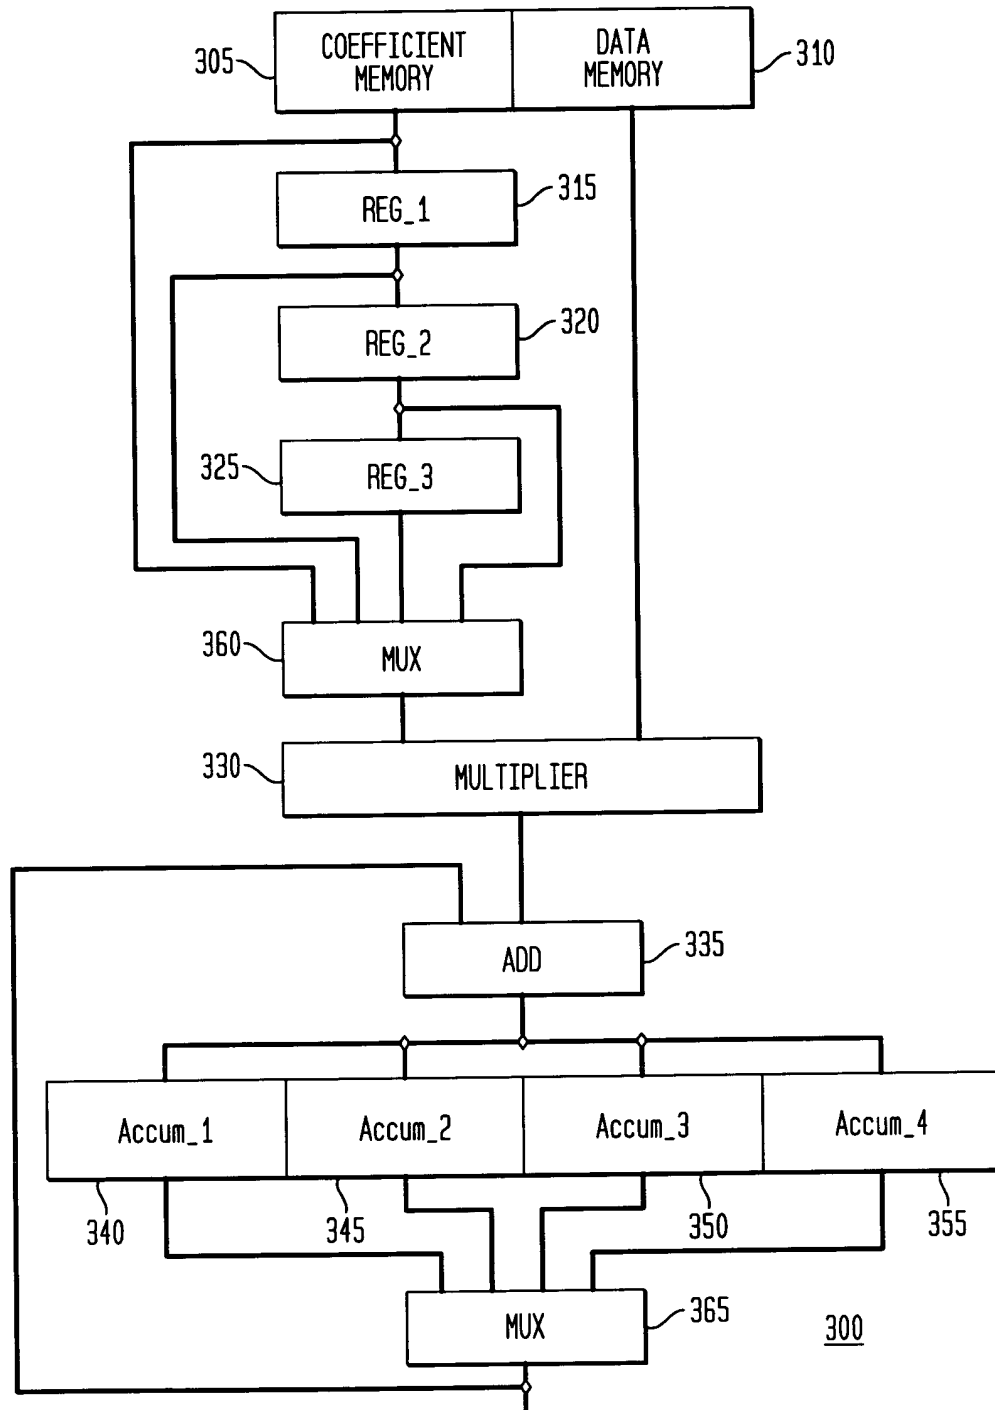 305
COEFFICIENT
MEMORY
DATA
MEMORY
310
REG_1
315
REG_2
320
325
REG_3
360
MUX
330
MULTIPLIER
ADD
335
Accum_1
Accum_2
Accum_3
Accum_4
340
345
350
355
MUX
365
300